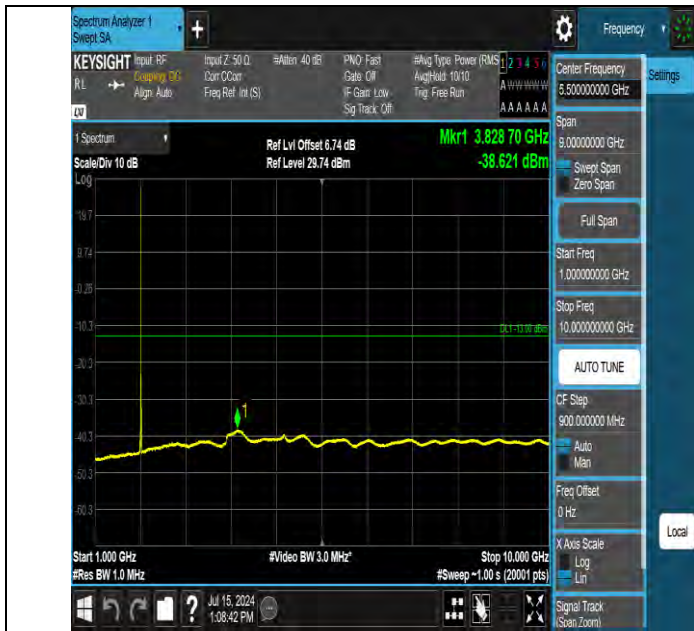 Spectrum Analyzer 1
Swept SA
+
Frequency
KEYSIGHT
RL
LXI
Input: RF
Coupling: DC
Align: Auto
Input Z: 50 Ω
Corr CCorr
Freq Ref: Int (S)
#Atten: 40 dB
PNO: Fast
Gate: Off
IF Gain: Low
Sig Track: Off
#Avg Type: Power (RMS
Avg|Hold: 10/10
Trig: Free Run
1 2 3 4 5 6
A W W W W W
A A A A A A
1 Spectrum
Scale/Div 10 dB
Log
Ref Lvl Offset 6.74 dB
Ref Level 29.74 dBm
Mkr1 3.828 70 GHz
-38.621 dBm
19.7
9.74
-0.26
-10.3
-20.3
-30.3
-40.3
-50.3
-60.3
DL1 -13.00 dBm
1
Start 1.000 GHz
#Res BW 1.0 MHz
#Video BW 3.0 MHz*
Stop 10.000 GHz
#Sweep ~1.00 s (20001 pts)
Center Frequency
5.500000000 GHz
Span
9.00000000 GHz
Swept Span
Zero Span
Full Span
Start Freq
1.000000000 GHz
Stop Freq
10.000000000 GHz
AUTO TUNE
CF Step
900.000000 MHz
Auto
Man
Freq Offset
0 Hz
X Axis Scale
Log
Lin
Signal Track
(Span Zoom)
Settings
Local
?
Jul 15, 2024
1:08:42 PM